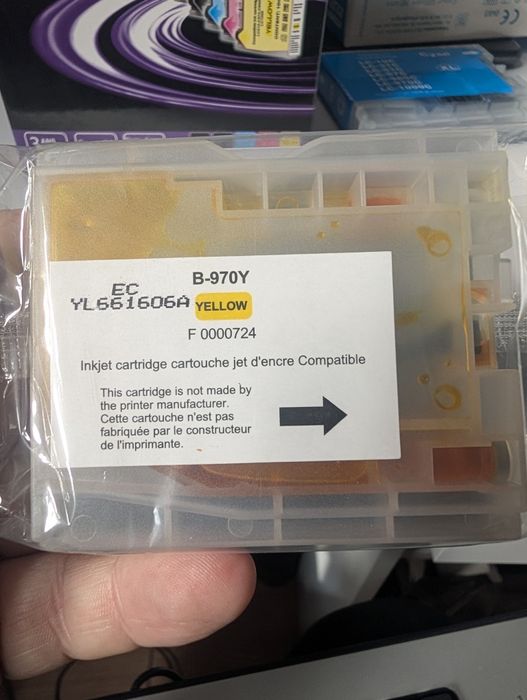 B-970Y
EC
YL661606A YELLOW
F 0000724
Inkjet cartridge cartouche jet d'encre Compatible
This cartridge is not made by
the printer manufacturer.
Cette cartouche n'est pas
fabriquée par le constructeur
de l'imprimante.